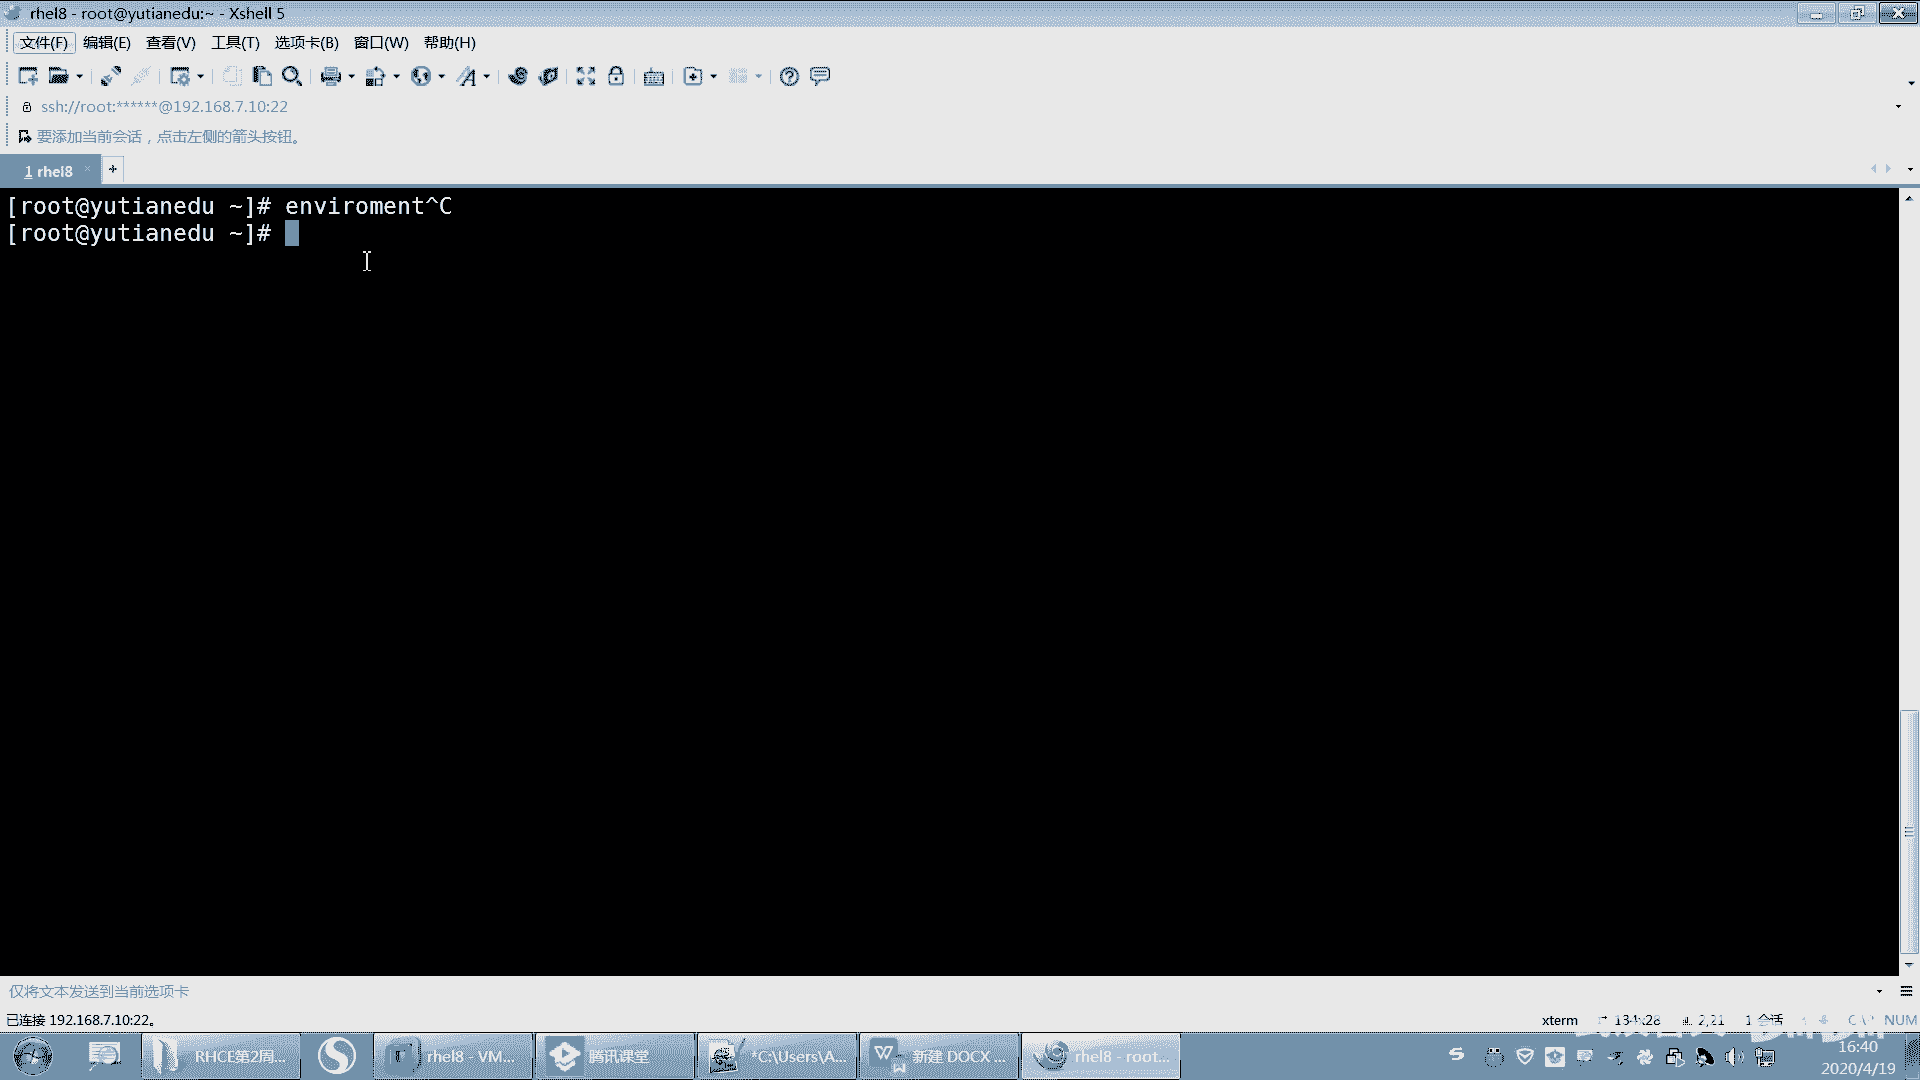 rhel8 - root@yutianedu:~ - Xshell 5
文件(F) 编辑(E) 查看(V) 工具(T) 选项卡(B) 窗口(W) 帮助(H)
ssh://root:******@192.168.7.10:22
要添加当前会话，点击左侧的箭头按钮。
1 rhel8
[root@yutianedu ~]# enviroment^C
[root@yutianedu ~]#
仅将文本发送到当前选项卡
已连接 192.168.7.10:22。
xterm 134x28 2,21 1 会话 NUM
RHCE第2周... rhel8 - VM... 腾讯课堂 *C:\Users\A... 新建 DOCX ... rhel8 - root...
16:40
2020/4/19